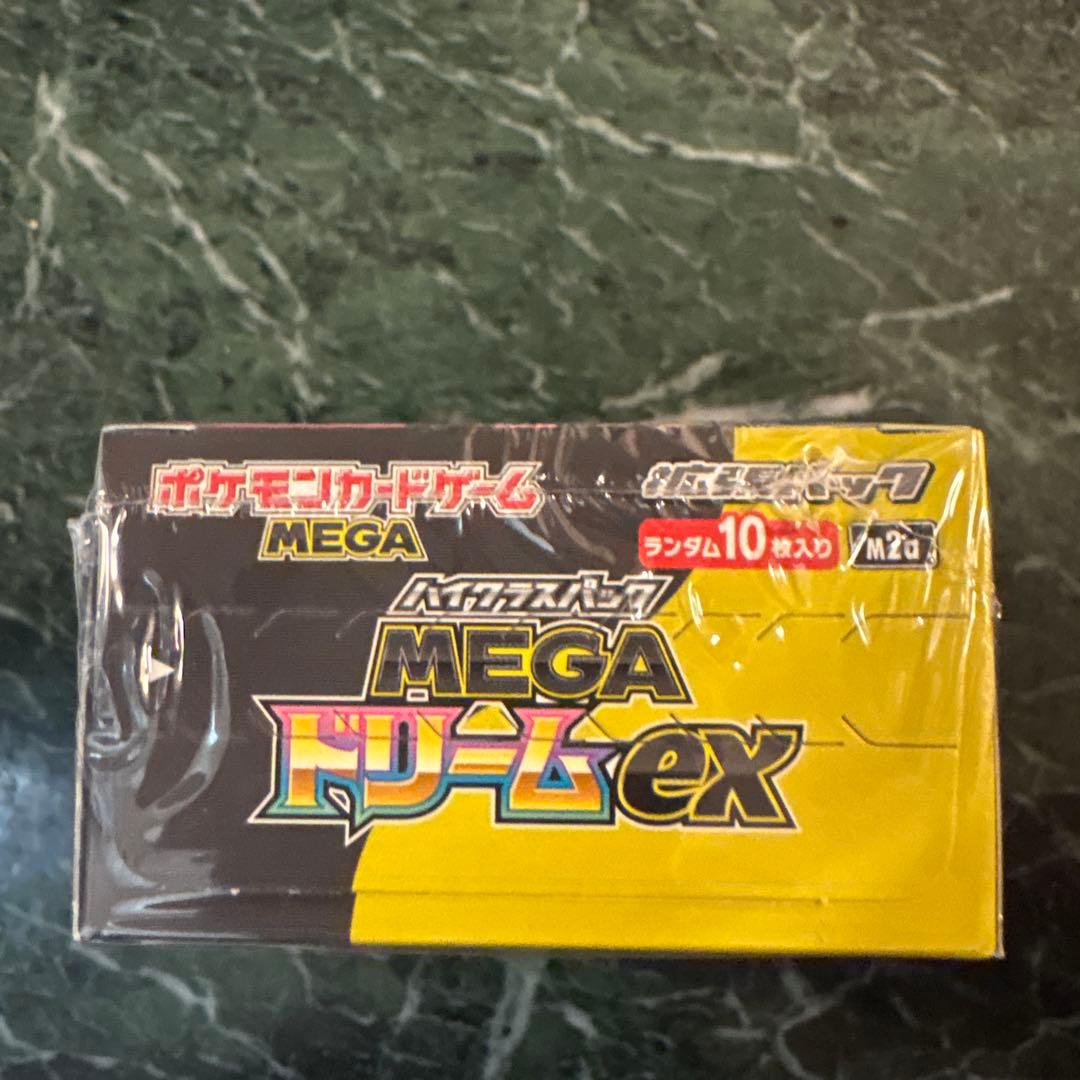 ポケモンカードゲーム
MEGA
拡張パック
ランダム10枚入り
M2a
ハイクラスパック
MEGA
ドリームex